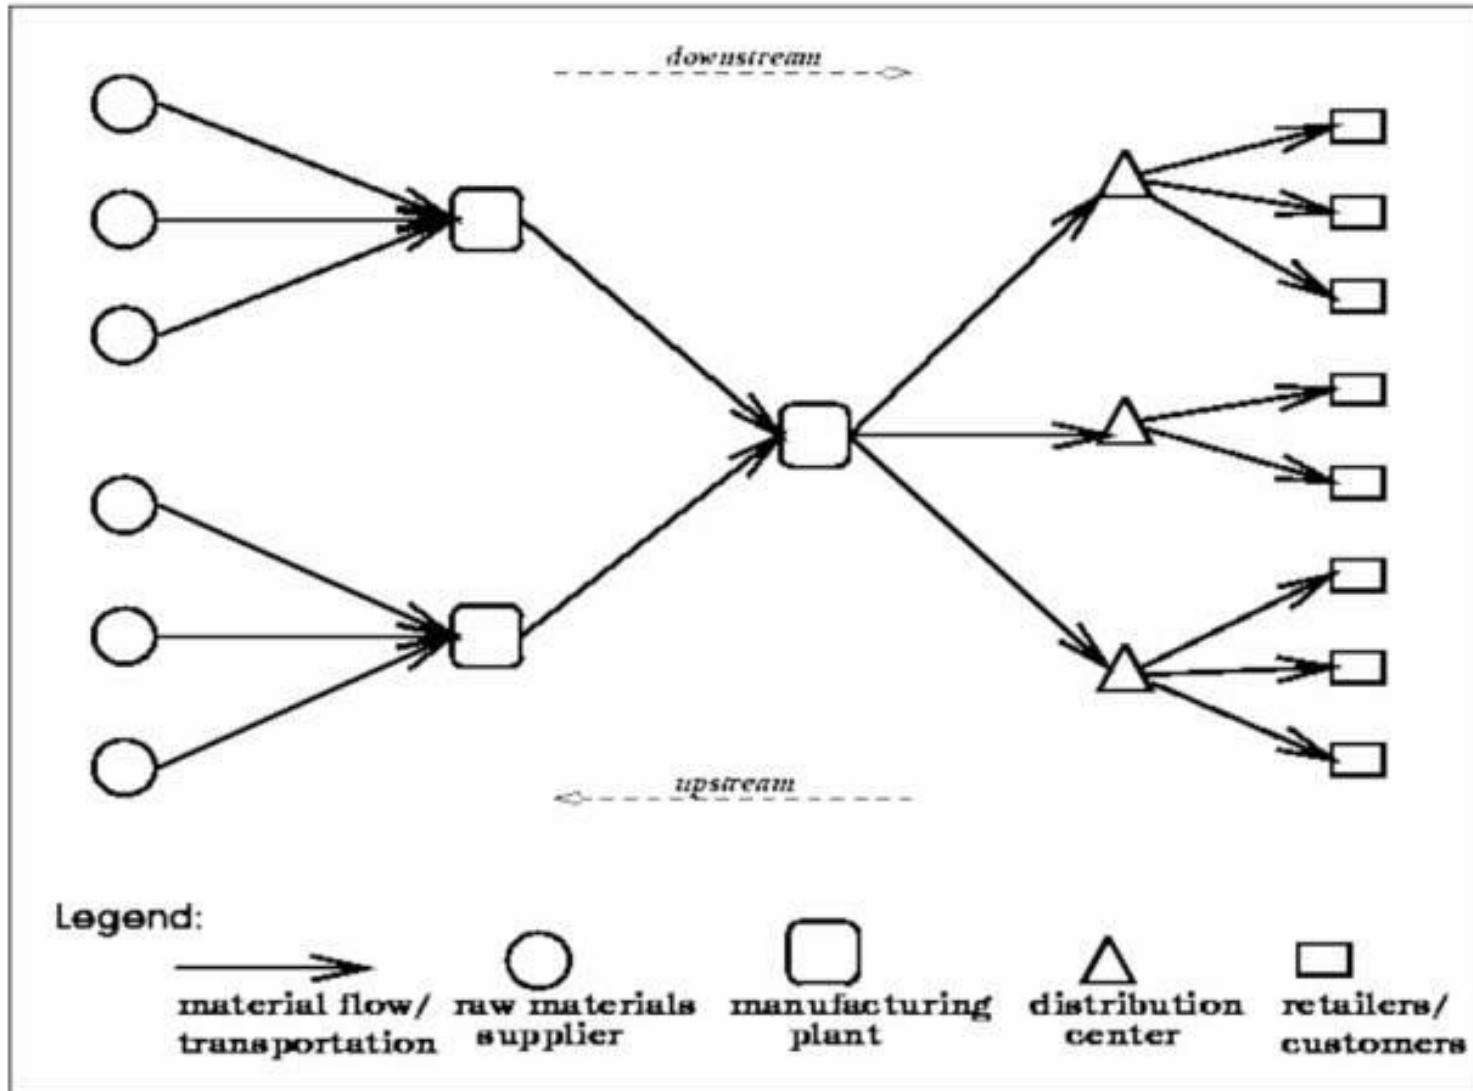 downstream
upstream
Legend:
material flow/
transportation
raw materials
supplier
manufacturing
plant
distribution
center
retailers/
customers